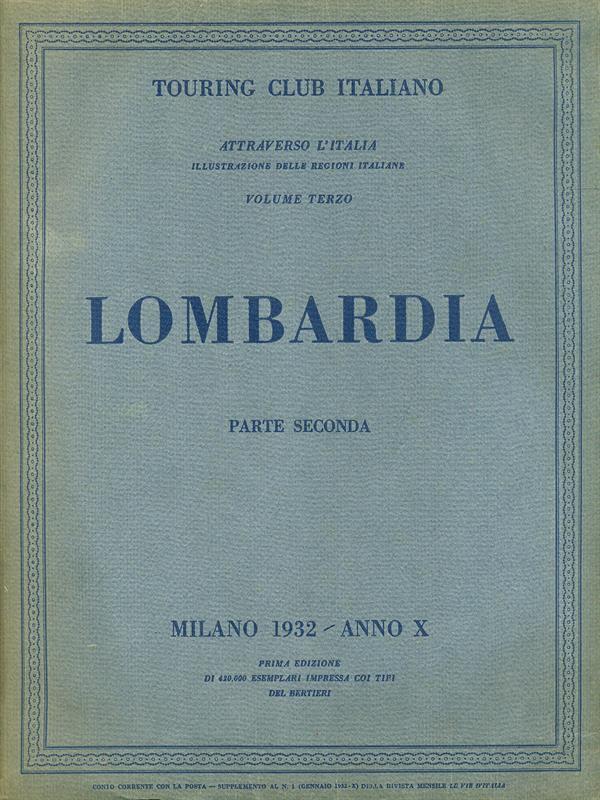 TOURING CLUB ITALIANO
ATTRAVERSO L'ITALIA
ILLUSTRAZIONE DELLE REGIONI ITALIANE
VOLUME TERZO
LOMBARDIA
PARTE SECONDA
MILANO 1932 - ANNO X
PRIMA EDIZIONE
DI 420,000 ESEMPLARI IMPRESSA COI TIPI
DEL BERTIERI
CONTO CORRENTE CON LA POSTA — SUPPLEMENTO AL N. 1 (GENNAIO 1932-X) DELLA RIVISTA MENSILE LE VIE D'ITALIA